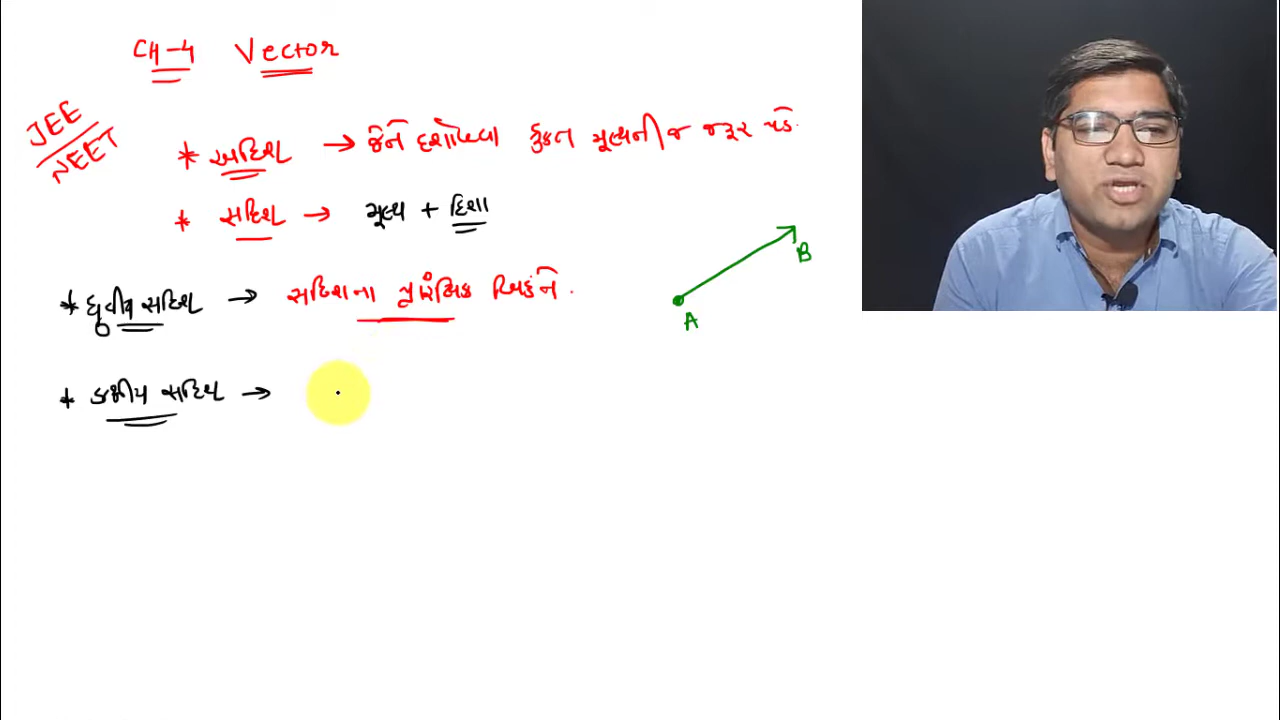 CH-4 Vector
JEE
NEET
* અદિશ → જેને દર્શાવવા ફક્ત મૂલ્યની જ જરૂર પડે.
* સદિશ → મૂલ્ય + દિશા
* ધ્રુવીય સદિશ → સદિશના પ્રારંભિક બિંદુને .
A B
* અક્ષીય સદિશ →